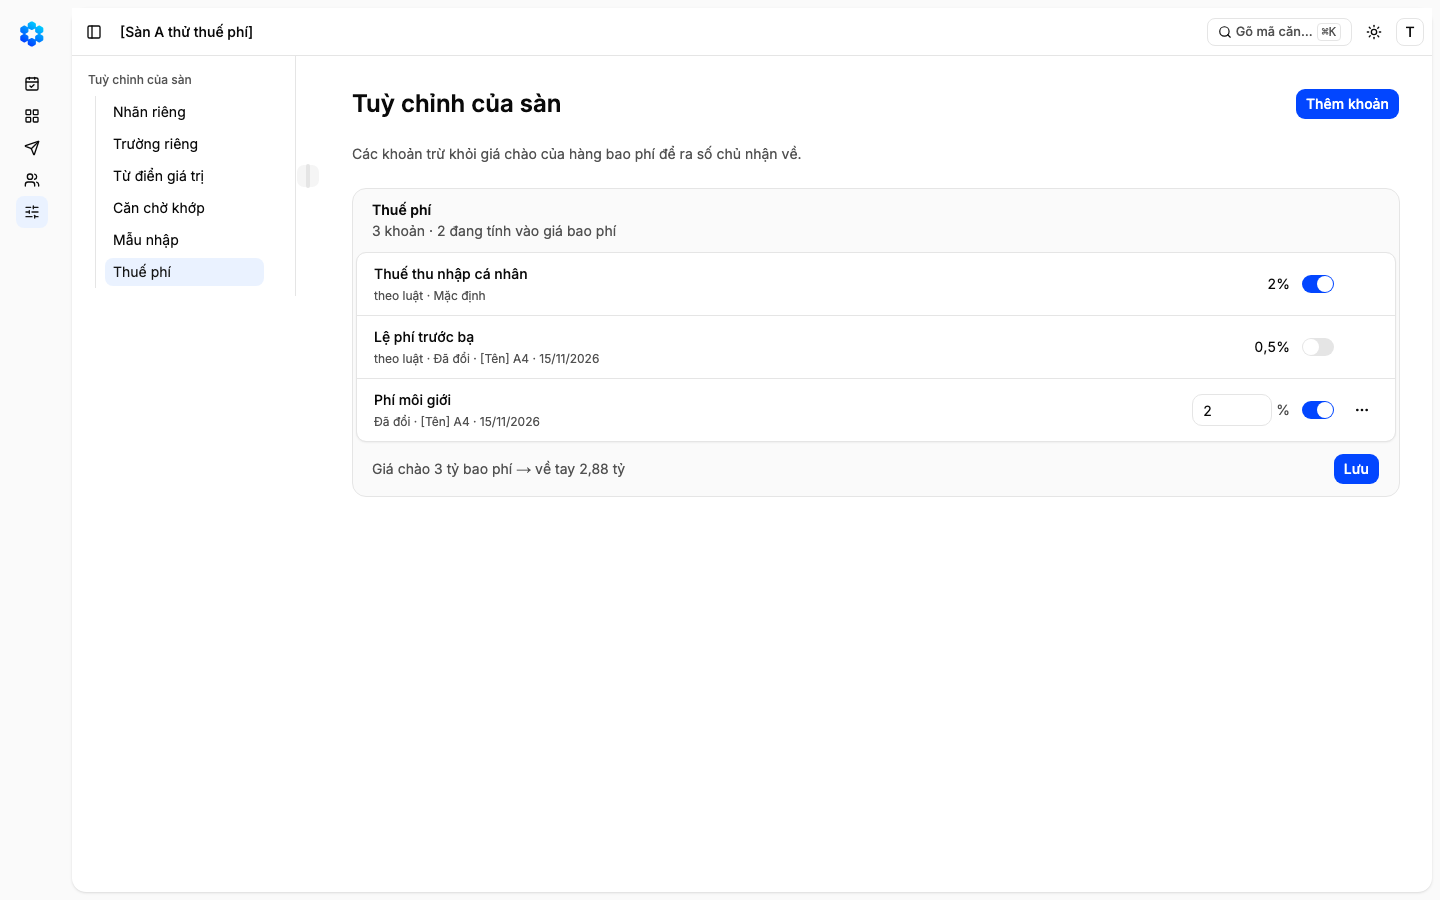 [Sàn A thử thuế phí]
Gõ mã căn... ⌘K
T
Tuỳ chỉnh của sàn
Nhãn riêng
Trường riêng
Từ điển giá trị
Căn chờ khớp
Mẫu nhập
Thuế phí
Tuỳ chỉnh của sàn
Thêm khoản
Các khoản trừ khỏi giá chào của hàng bao phí để ra số chủ nhận về.
Thuế phí
3 khoản · 2 đang tính vào giá bao phí
Thuế thu nhập cá nhân
theo luật · Mặc định
2%
Lệ phí trước bạ
theo luật · Đã đổi · [Tên] A4 · 15/11/2026
0,5%
Phí môi giới
Đã đổi · [Tên] A4 · 15/11/2026
2 %
Giá chào 3 tỷ bao phí → về tay 2,88 tỷ
Lưu